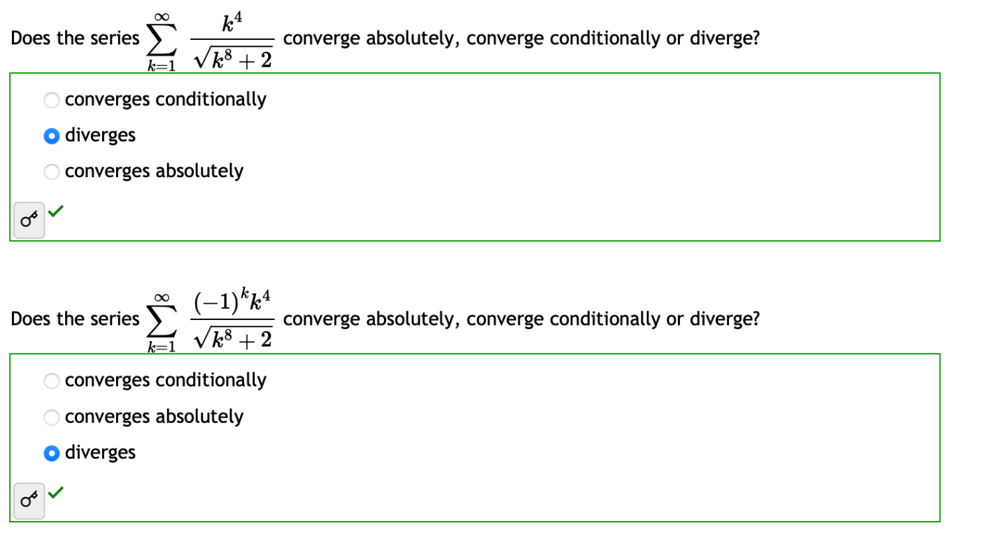 Does the series $\sum_{k=1}^{\infty} \frac{k^4}{\sqrt{k^8+2}}$ converge absolutely, converge conditionally or diverge?
converges conditionally
diverges
converges absolutely
Does the series $\sum_{k=1}^{\infty} \frac{(-1)^k k^4}{\sqrt{k^8+2}}$ converge absolutely, converge conditionally or diverge?
converges conditionally
converges absolutely
diverges